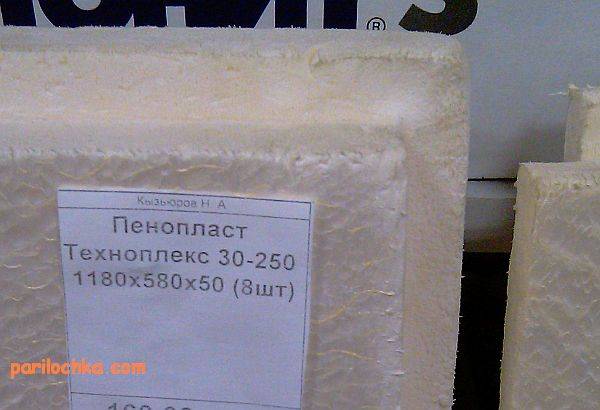 ®
Кызьюров Н. А
Пенопласт
Техноплекс 30-250
1180х580х50 (8шт)
parilochka.com